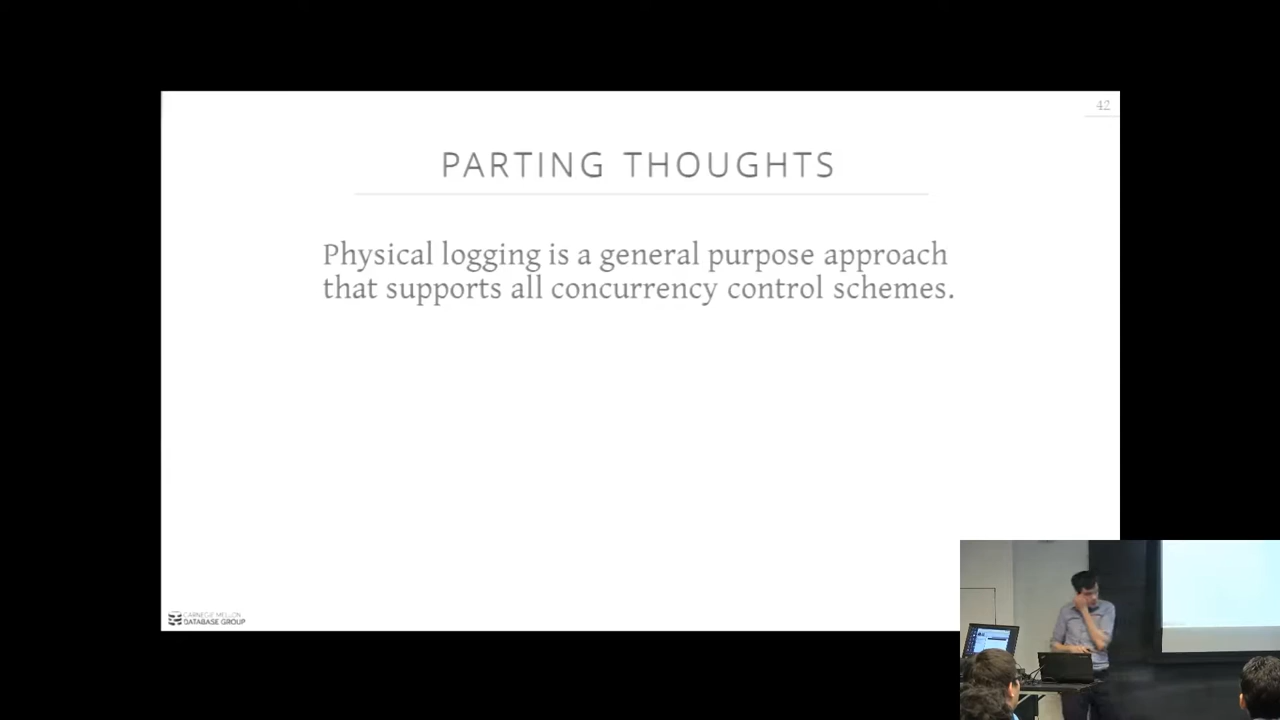 42
PARTING THOUGHTS
Physical logging is a general purpose approach
that supports all concurrency control schemes.
CARNEGIE MELLON
DATABASE GROUP